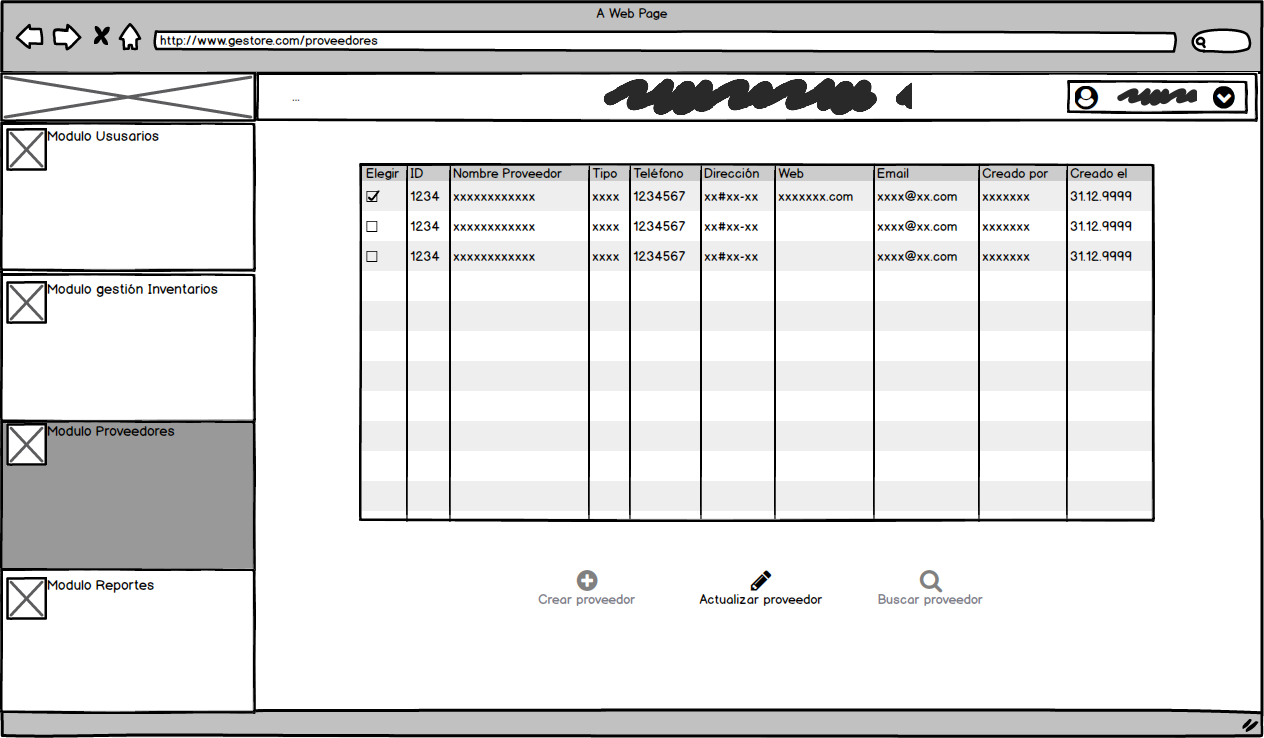 A Web Page
http://www.gestore.com/proveedores
...
Modulo Ususarios
Modulo gestión Inventarios
Modulo Proveedores
Modulo Reportes
Elegir ID Nombre Proveedor Tipo Teléfono Dirección Web Email Creado por Creado el
1234 xxxxxxxxxxxx xxxx 1234567 xx#xx-xx xxxxxxx.com xxxx@xx.com xxxxxxx 31.12.9999
1234 xxxxxxxxxxxx xxxx 1234567 xx#xx-xx xxxx@xx.com xxxxxxx 31.12.9999
1234 xxxxxxxxxxxx xxxx 1234567 xx#xx-xx xxxx@xx.com xxxxxxx 31.12.9999
Crear proveedor Actualizar proveedor Buscar proveedor